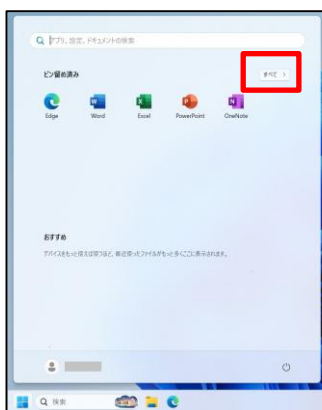 アプリ、設定、ドキュメントの検索
ピン留め済み
すべて >
Edge
Word
Excel
PowerPoint
OneNote
おすすめ
デバイスをもっと使えば使うほど、最近使ったファイルがもっと多くここに表示されます。
検索